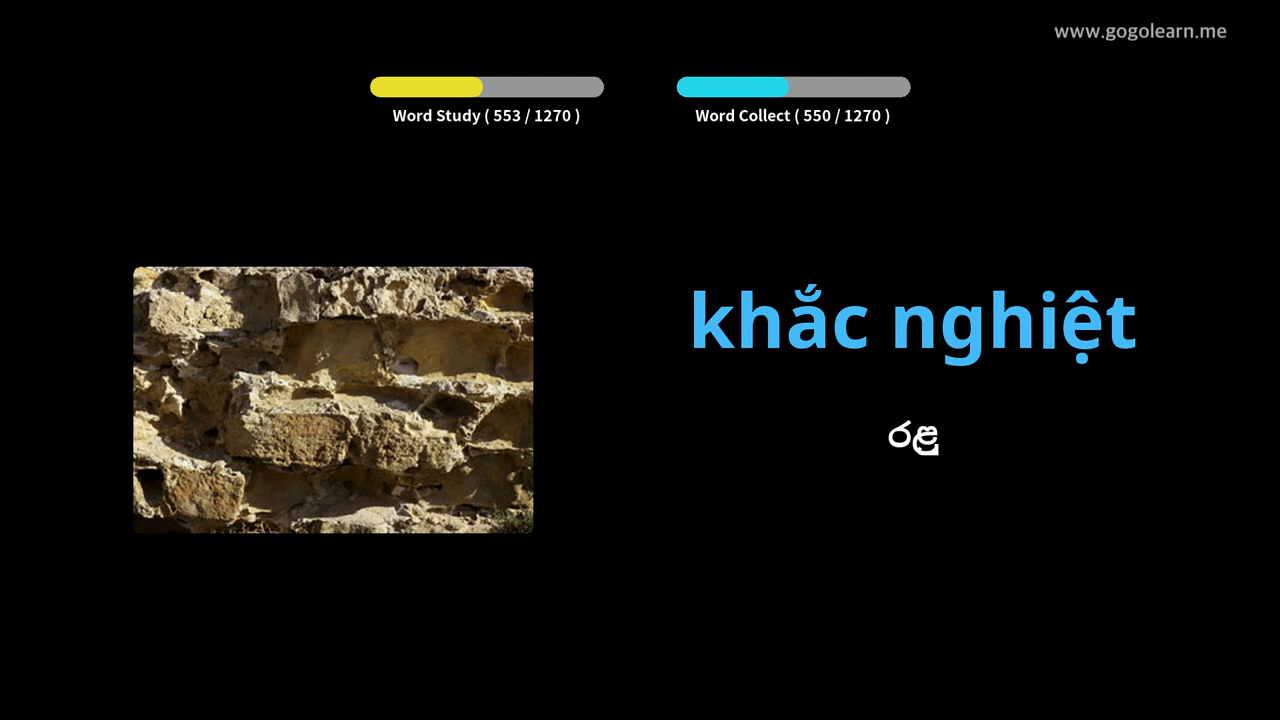 www.gogolearn.me
Word Study ( 553 / 1270 )
Word Collect ( 550 / 1270 )
khắc nghiệt
රළු